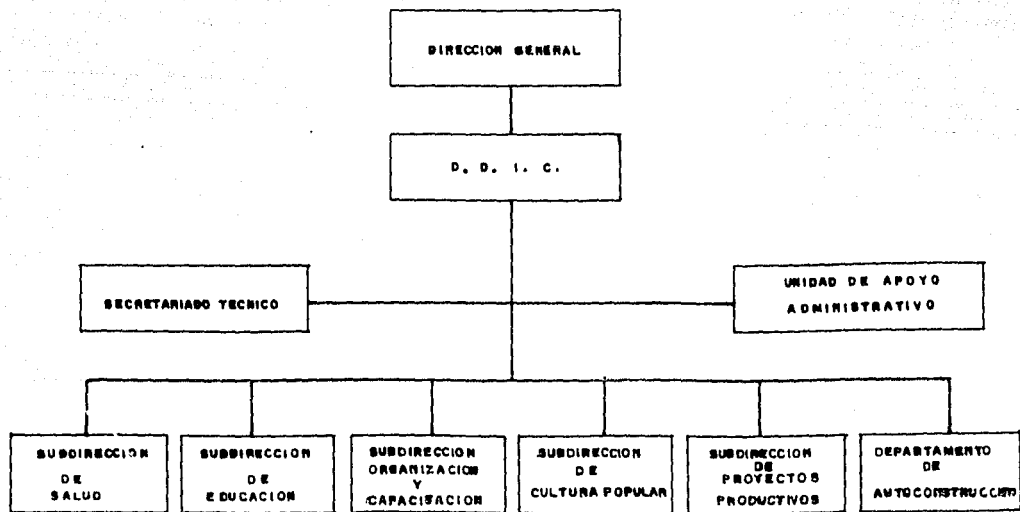 DIRECCION GENERAL
D. D. I. C.
SECRETARIADO TECNICO
UNIDAD DE APOYO
ADMINISTRATIVO
SUBDIRECCION
DE
SALUD
SUBDIRECCION
DE
EDUCACION
SUBDIRECCION
ORGANIZACION
Y
CAPACITACION
SUBDIRECCION
DE
CULTURA POPULAR
SUBDIRECCION
DE
PROYECTOS
PRODUCTIVOS
DEPARTAMENTO
DE
AUTOCONSTRUCCION